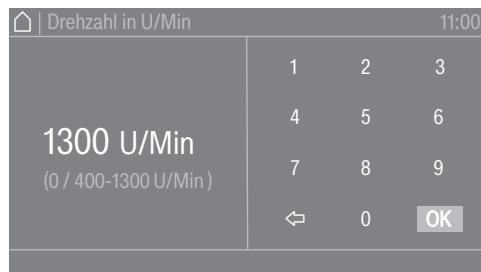 | Drehzahl in U/Min 11:00
1300 U/Min
(0 / 400-1300 U/Min )
1 2 3
4 5 6
7 8 9
0 OK